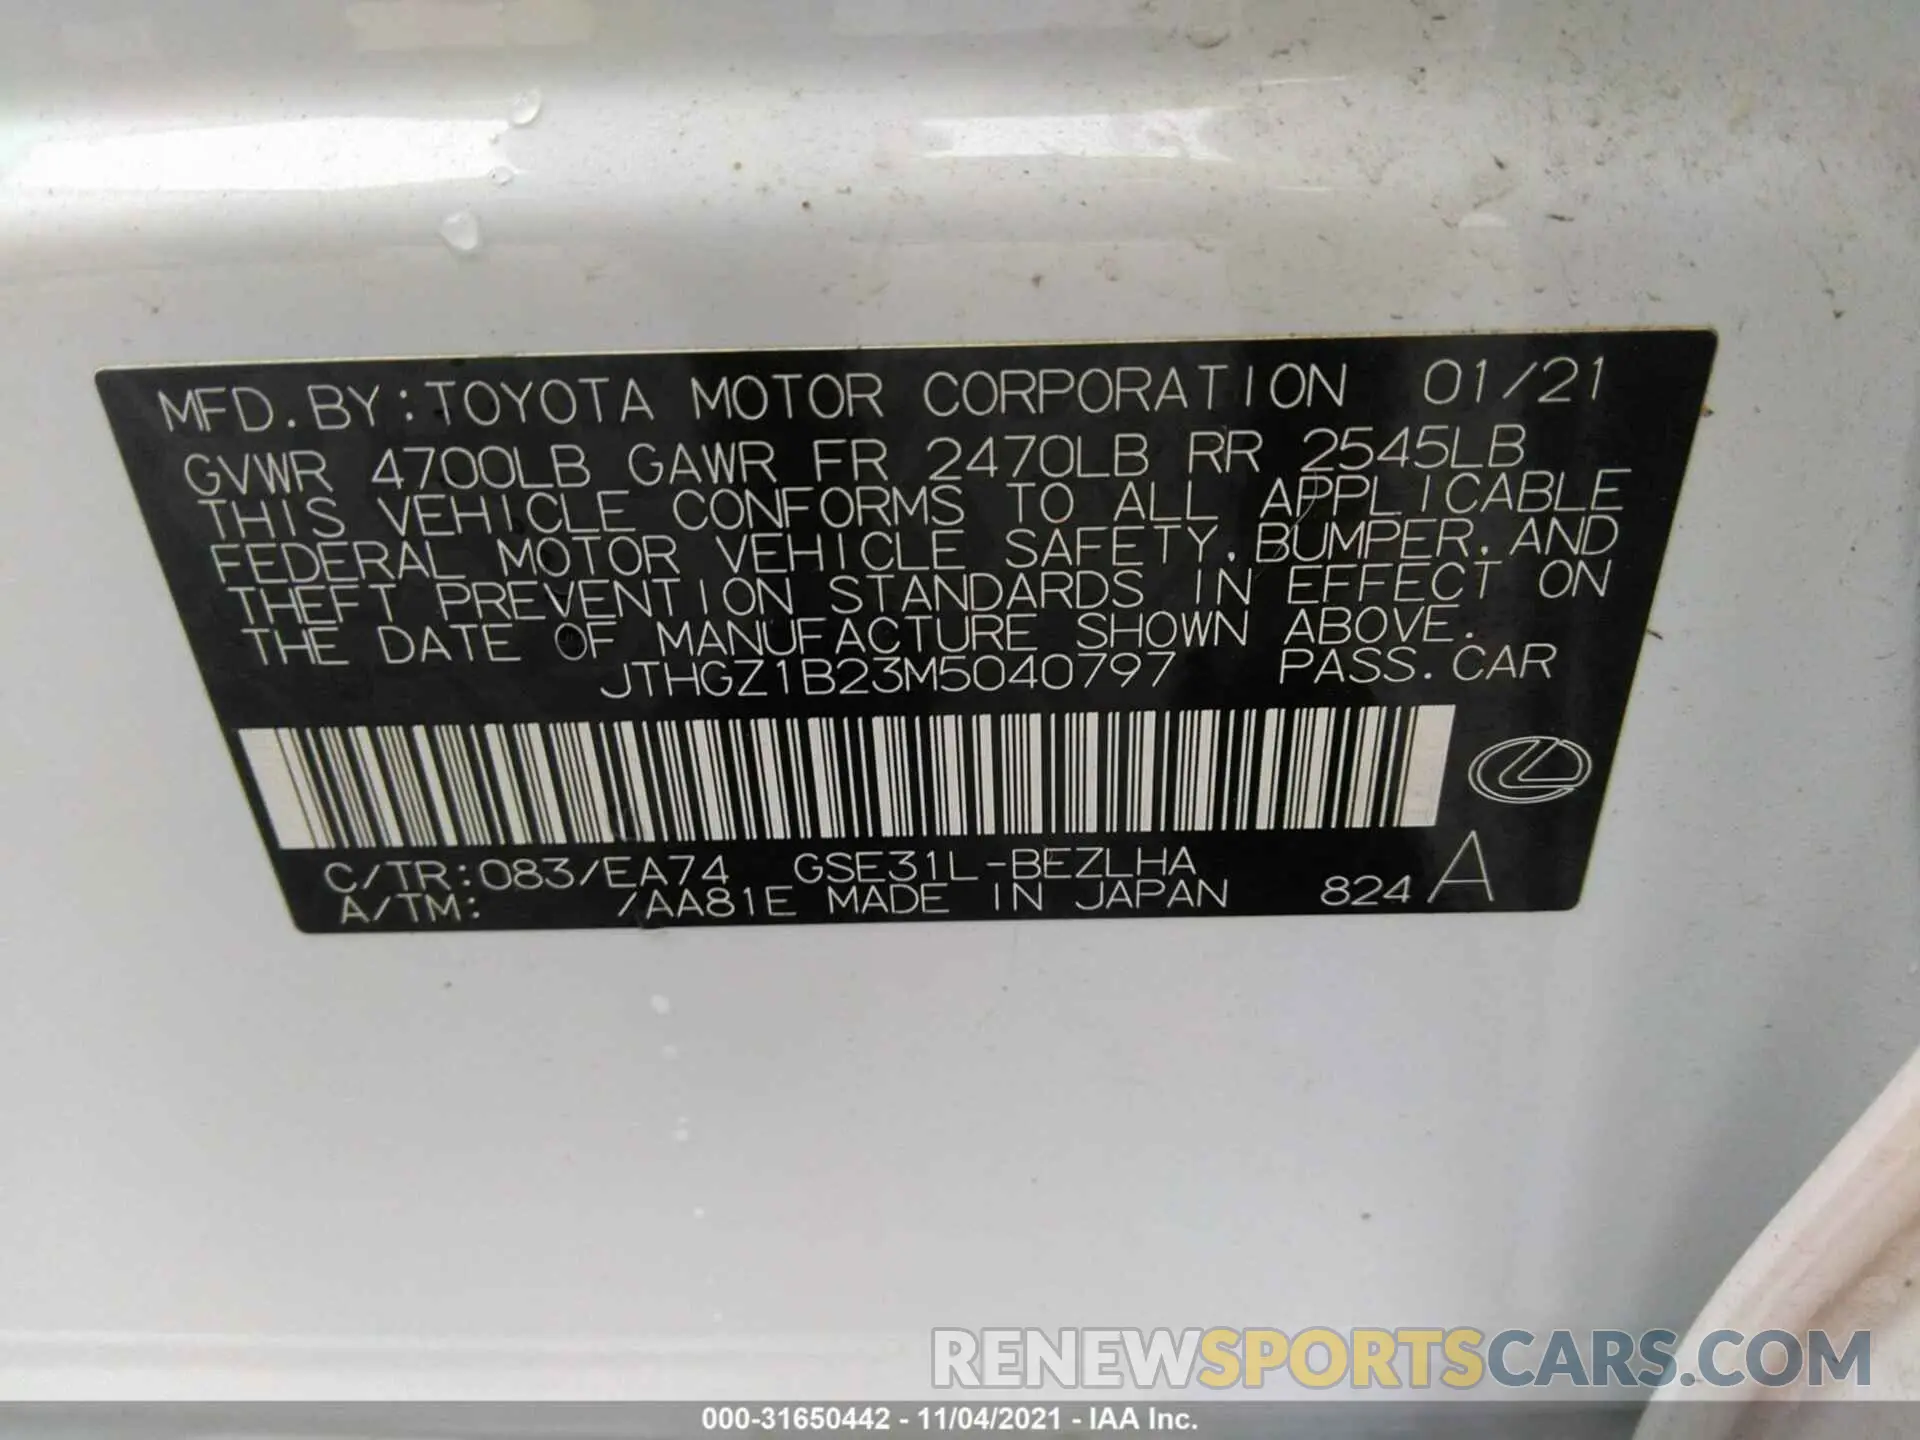 MFD. BY: TOYOTA MOTOR CORPORATION 01/21
GVWR 4700LB GAWR FR 2470LB RR 2545LB
THIS VEHICLE CONFORMS TO ALL APPLICABLE
FEDERAL MOTOR VEHICLE SAFETY, BUMPER, AND
THEFT PREVENTION STANDARDS IN EFFECT ON
THE DATE OF MANUFACTURE SHOWN ABOVE.
JTHGZ1B23M5040797 PASS. CAR
C/TR: 083/EA74 GSE31L-BEZLHA
A/TM: /AA81E MADE IN JAPAN 824 A
RENEWSPORTSCARS.COM
000-31650442 - 11/04/2021 - IAA Inc.